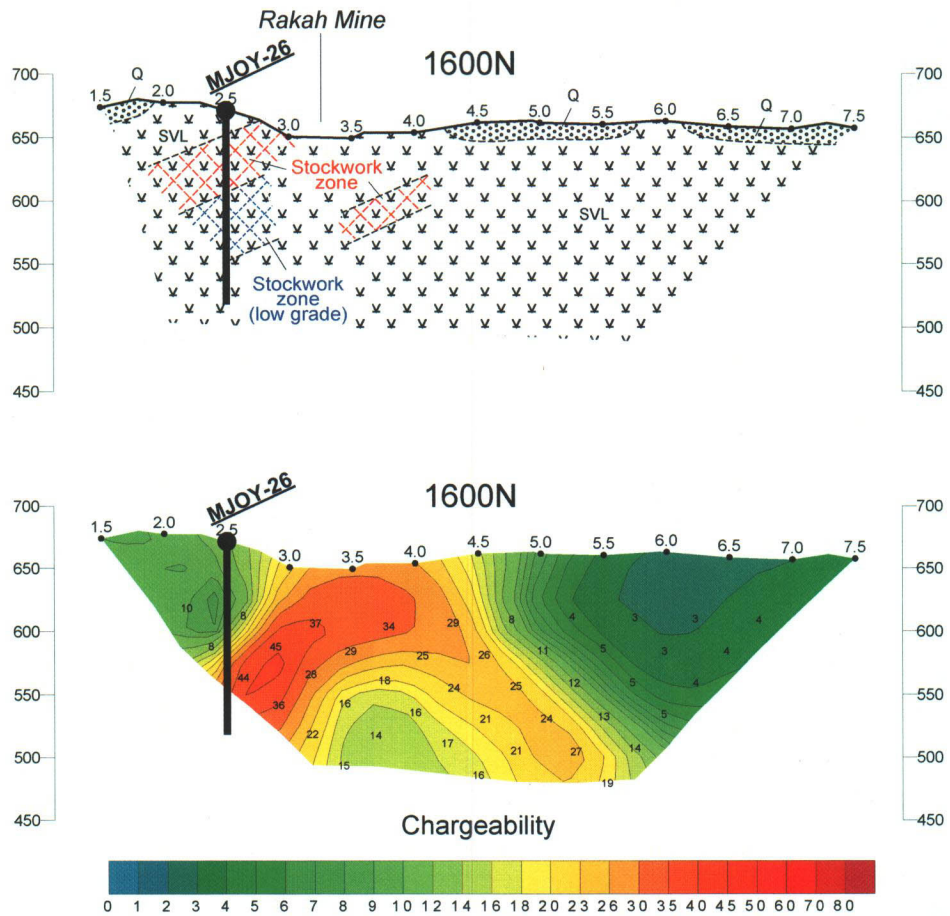 Rakah Mine
MJOY-26
1600N
700 700
Q
1.5 2.0 2.5 3.0 3.5 4.0 4.5 5.0 5.5 6.0 6.5 7.0 7.5
Q
Q
650 650
SVL
Stockwork
zone
600 600
SVL
550 550
Stockwork
zone
(low grade)
500 500
450 450
MJOY-26
1600N
700 700
1.5 2.0 2.5 3.0 3.5 4.0 4.5 5.0 5.5 6.0 6.5 7.0 7.5
650 650
10 8 37 34 29 8 4 3 3 4
600 600
8 45 29 25 26 11 5 3 4
44 28 18 24 25 12 5 4
550 550
36 16 16 21 24 13 5
22 14 17 21 27 14
500 500
15 16 19
450 450
Chargeability
0 1 2 3 4 5 6 8 10 12 14 16 18 20 23 26 30 35 40 45 50 60 70 80